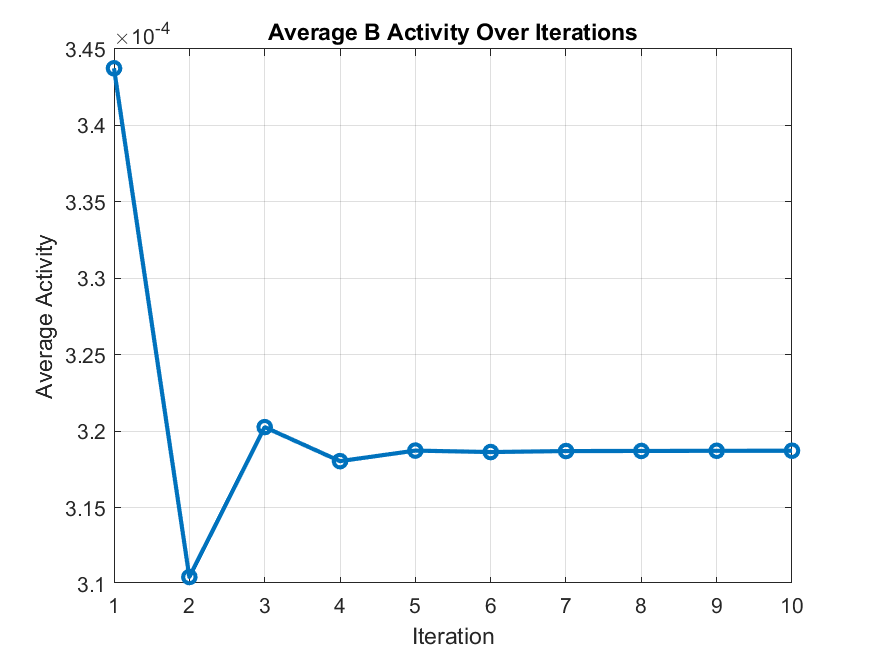 Average B Activity Over Iterations
×10-4
3.45
3.4
3.35
3.3
3.25
3.2
3.15
3.1
Average Activity
1 2 3 4 5 6 7 8 9 10
Iteration